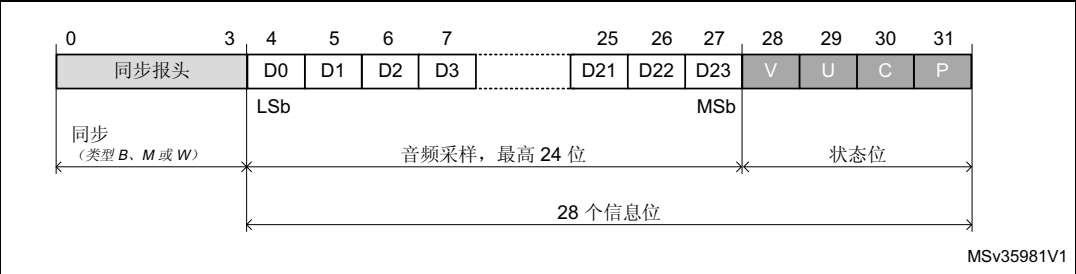 0 3 4 5 6 7 25 26 27 28 29 30 31
同步报头 D0 D1 D2 D3 D21 D22 D23 V U C P
LSb MSb
同步
（类型 B、M 或 W） 音频采样，最高 24 位 状态位
28 个信息位
MSv35981V1